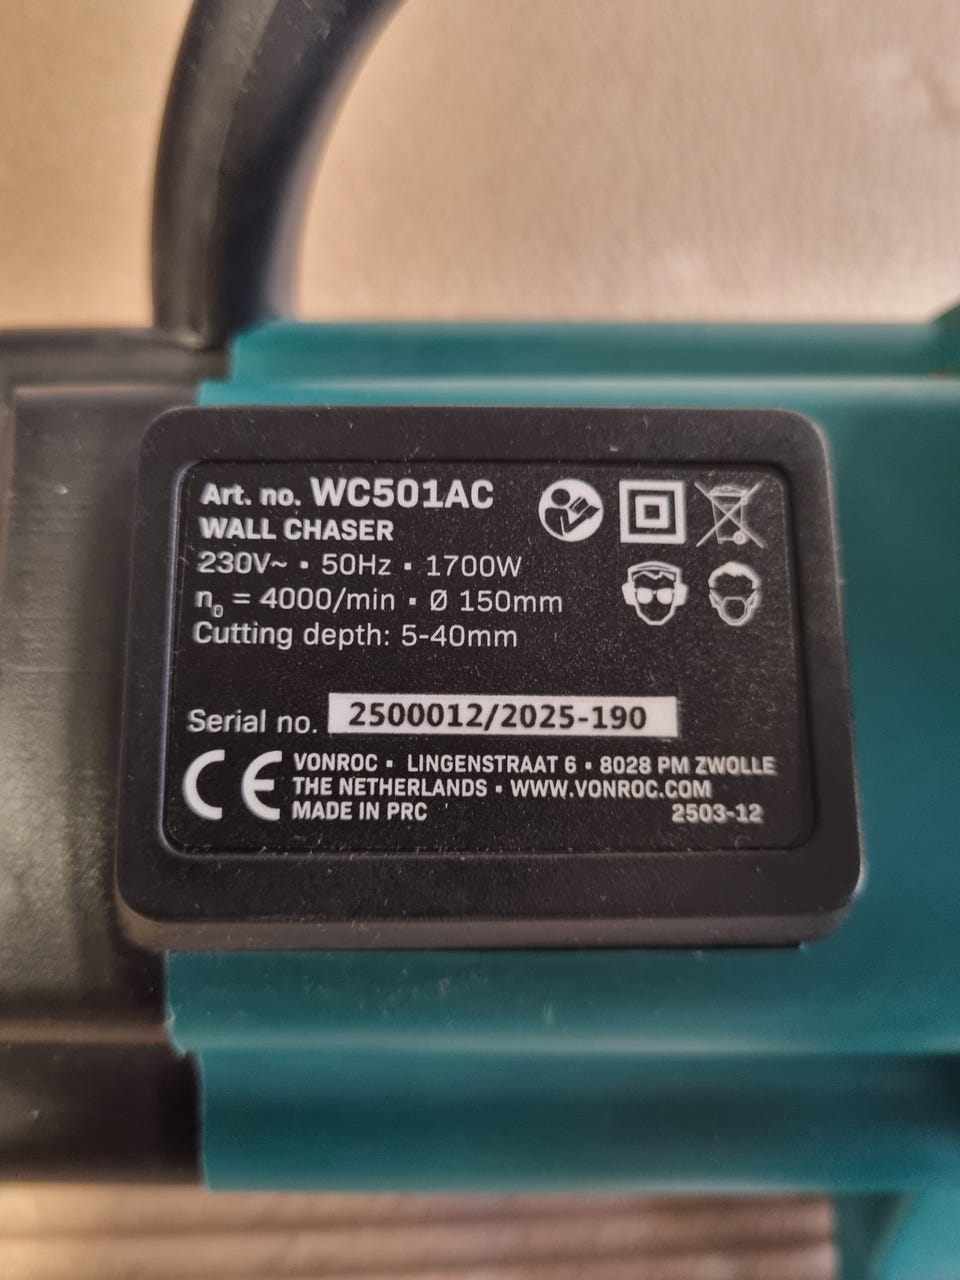 Art. no. WC501AC
WALL CHASER
230V~ ▪ 50Hz ▪ 1700W
n₀ = 4000/min ▪ Ø 150mm
Cutting depth: 5-40mm
Serial no. 2500012/2025-190
CE
VONROC ▪ LINGENSTRAAT 6 ▪ 8028 PM ZWOLLE
THE NETHERLANDS ▪ WWW.VONROC.COM
MADE IN PRC 2503-12